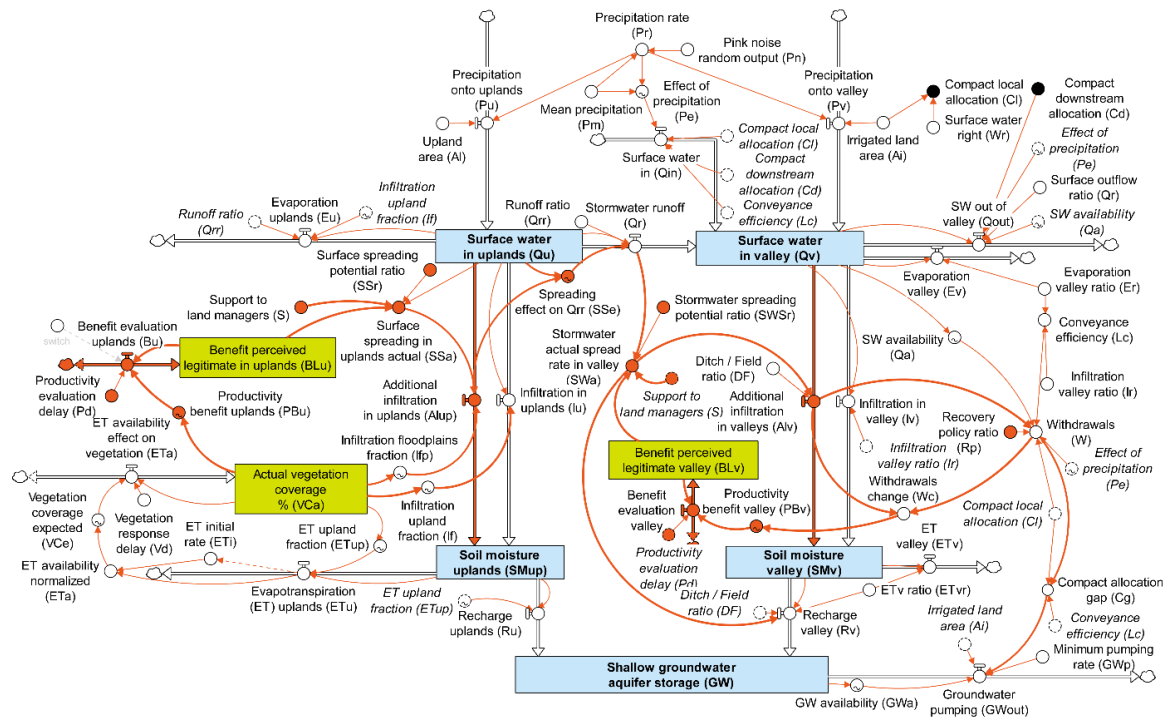 Precipitation rate
(Pr)
Pink noise
random output (Pn)
Precipitation
onto uplands (Pu)
Effect of
precipitation (Pe)
Mean precipitation
(Pm)
Precipitation
onto valley (Pv)
Compact local
allocation (Cl)
Compact
downstream
allocation (Cd)
Surface water
right (Wr)
Effect of
precipitation
(Pe)
Upland
area (Al)
Irrigated land
area (Ai)
Compact local
allocation (Cl)
Surface water
in (Qin)
Compact
downstream
allocation (Cd)
Conveyance
efficiency (Lc)
Surface outflow
ratio (Qr)
SW out of
valley (Qout)
SW availability
(Qa)
Runoff ratio
(Qrr)
Evaporation
uplands (Eu)
Infiltration
upland
fraction (If)
Runoff ratio
(Qrr)
Stormwater runoff
(Qr)
Surface water
in uplands (Qu)
Surface water
in valley (Qv)
Evaporation
valley (Ev)
Evaporation
valley ratio (Er)
Surface spreading
potential ratio
(SSr)
Spreading
effect on Qrr (SSe)
Stormwater spreading
potential ratio (SWSr)
Support to
land managers (S)
Surface
spreading in
uplands actual
(SSa)
Stormwater
actual spread
rate in valley
(SWa)
SW availability
(Qa)
Conveyance
efficiency (Lc)
switch
Benefit evaluation
uplands (Bu)
Benefit perceived
legitimate in uplands (BLu)
Ditch / Field
ratio (DF)
Infiltration
valley ratio (Ir)
Productivity
evaluation
delay (Pd)
Productivity
benefit uplands (PBu)
Additional
infiltration
in uplands (AIup)
Infiltration in
uplands (Iu)
Support to
land managers (S)
Additional
infiltration
in valleys (AIv)
Infiltration in
valley (Iv)
Recovery
policy ratio
(Rp)
Withdrawals
(W)
ET availability
effect on
vegetation (ETa)
Infiltration floodplains
fraction (Ifp)
Benefit perceived
legitimate valley (BLv)
Infiltration
valley ratio (Ir)
Effect of
precipitation
(Pe)
Actual vegetation
coverage
% (VCa)
Withdrawals
change (Wc)
Vegetation
coverage
expected
(VCe)
Vegetation
response
delay (Vd)
ET initial
rate (ETi)
ET upland
fraction (ETup)
Infiltration
upland
fraction (If)
Benefit
evaluation
valley
Productivity
benefit valley (PBv)
Compact local
allocation (Cl)
ET
valley (ETv)
ET availability
normalized
(ETa)
Soil moisture
uplands (SMup)
Productivity
evaluation
delay (Pd)
Soil moisture
valley (SMv)
Evapotranspiration
(ET) uplands (ETu)
ET upland
fraction
(ETup)
Recharge
uplands (Ru)
Ditch / Field
ratio (DF)
Recharge
valley (Rv)
ETv ratio (ETvr)
Irrigated land
area (Ai)
Compact allocation
gap (Cg)
Conveyance
efficiency (Lc)
Minimum pumping
rate (GWp)
Shallow groundwater
aquifer storage (GW)
GW availability (GWa)
Groundwater
pumping (GWout)